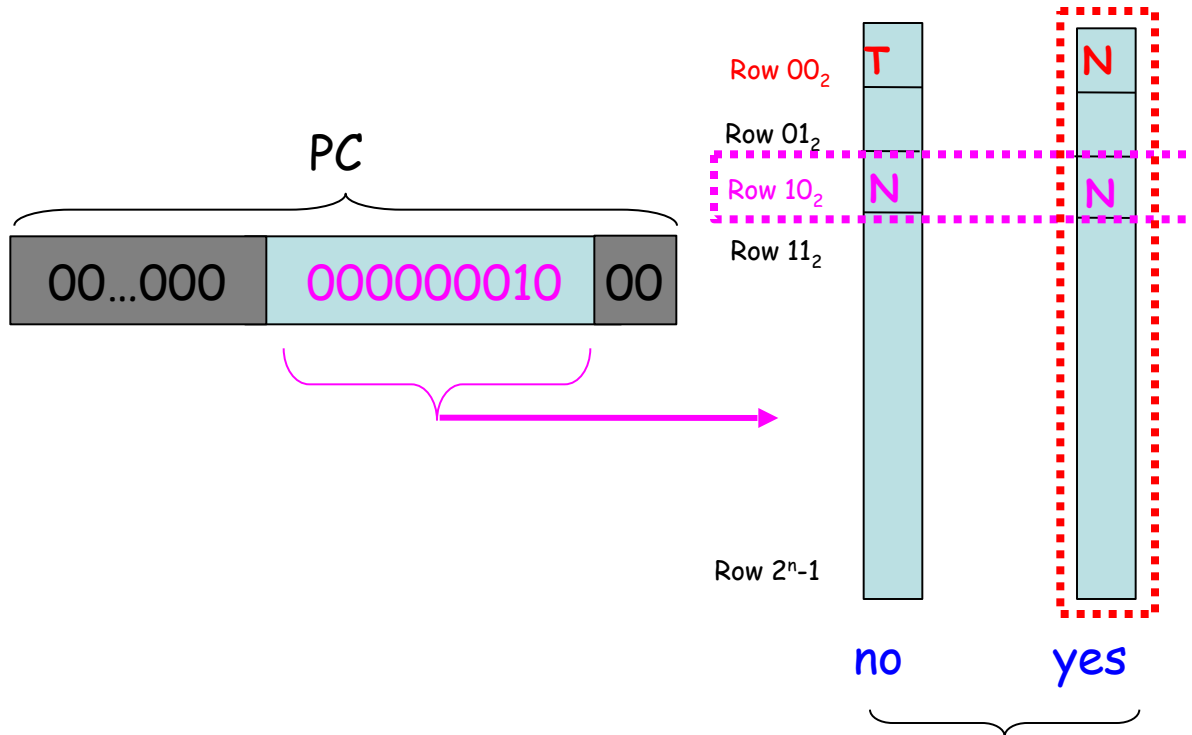 PC
00...000 000000010 00
Row 00₂ T N
Row 01₂
Row 10₂ N N
Row 11₂
Row 2ⁿ-1
no yes